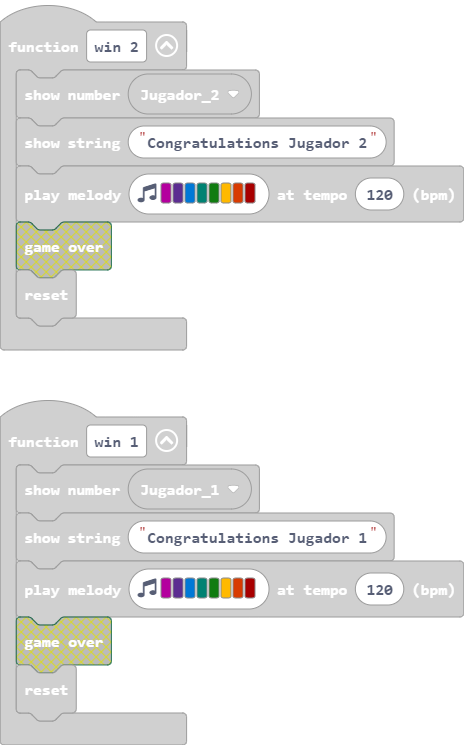 function win 2
show number Jugador_2
show string "Congratulations Jugador 2"
play melody at tempo 120 (bpm)
game over
reset
function win 1
show number Jugador_1
show string "Congratulations Jugador 1"
play melody at tempo 120 (bpm)
game over
reset